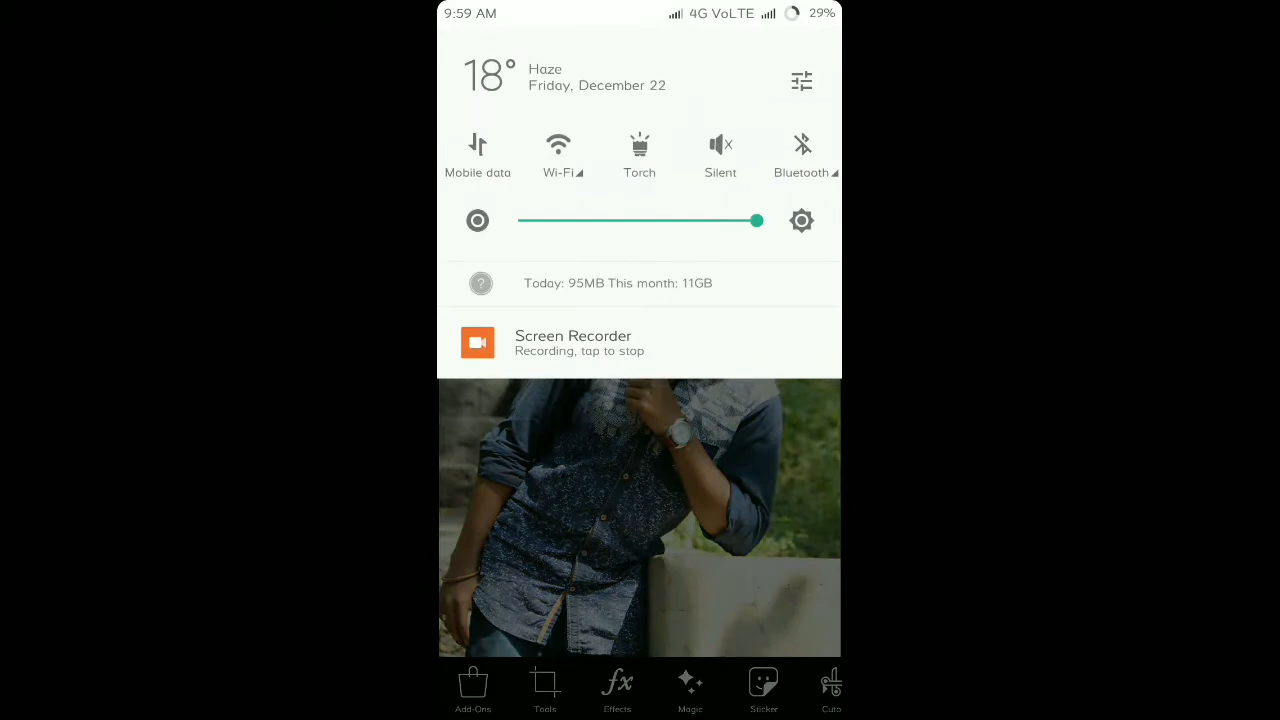 9:59 AM 4G VoLTE 29%
18° Haze
Friday, December 22
Mobile data Wi-Fi Torch Silent Bluetooth
? Today: 95MB This month: 11GB
Screen Recorder
Recording, tap to stop
fx
Add-Ons Tools Effects Magic Sticker Cuto